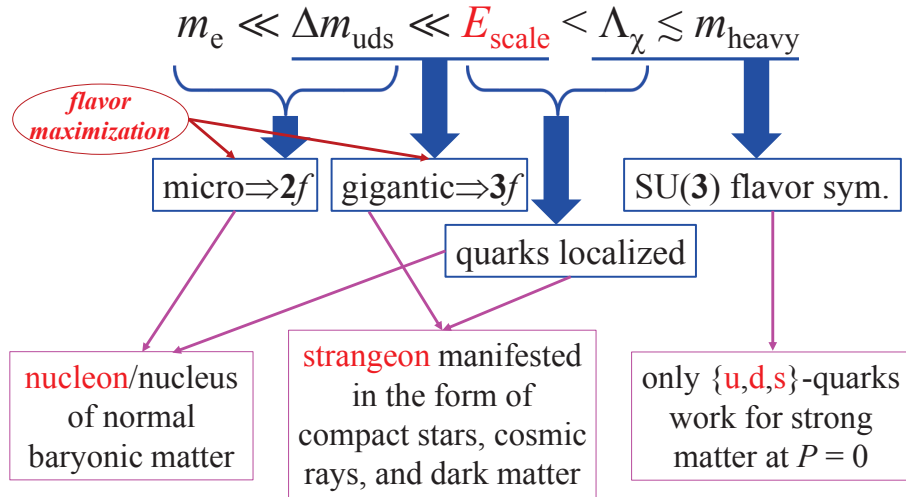 mₑ ≪ Δm_uds ≪ E_scale < Λ_χ ≲ m_heavy
flavor
maximization
micro⇒2f
gigantic⇒3f
SU(3) flavor sym.
quarks localized
nucleon/nucleus
of normal
baryonic matter
strangeon manifested
in the form of
compact stars, cosmic
rays, and dark matter
only {u,d,s}-quarks
work for strong
matter at P = 0